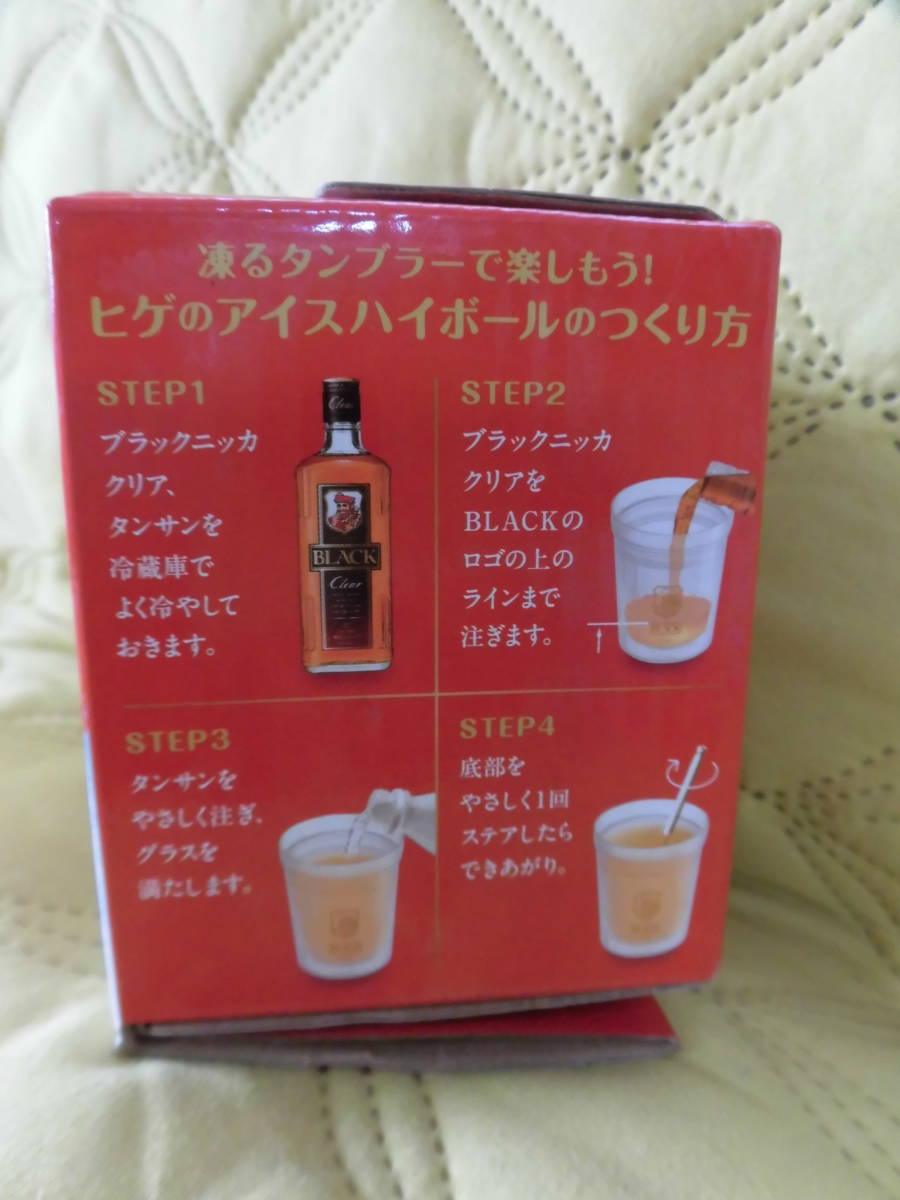 凍るタンブラーで楽しもう!
ヒゲのアイスハイボールのつくり方
STEP1
ブラックニッカ
クリア、
タンサンを
冷蔵庫で
よく冷やして
おきます。
Clear
BLACK
Clear
STEP2
ブラックニッカ
クリアを
BLACKの
ロゴの上の
ラインまで
注ぎます。
STEP3
タンサンを
やさしく注ぎ、
グラスを
満たします。
STEP4
底部を
やさしく1回
ステアしたら
できあがり。